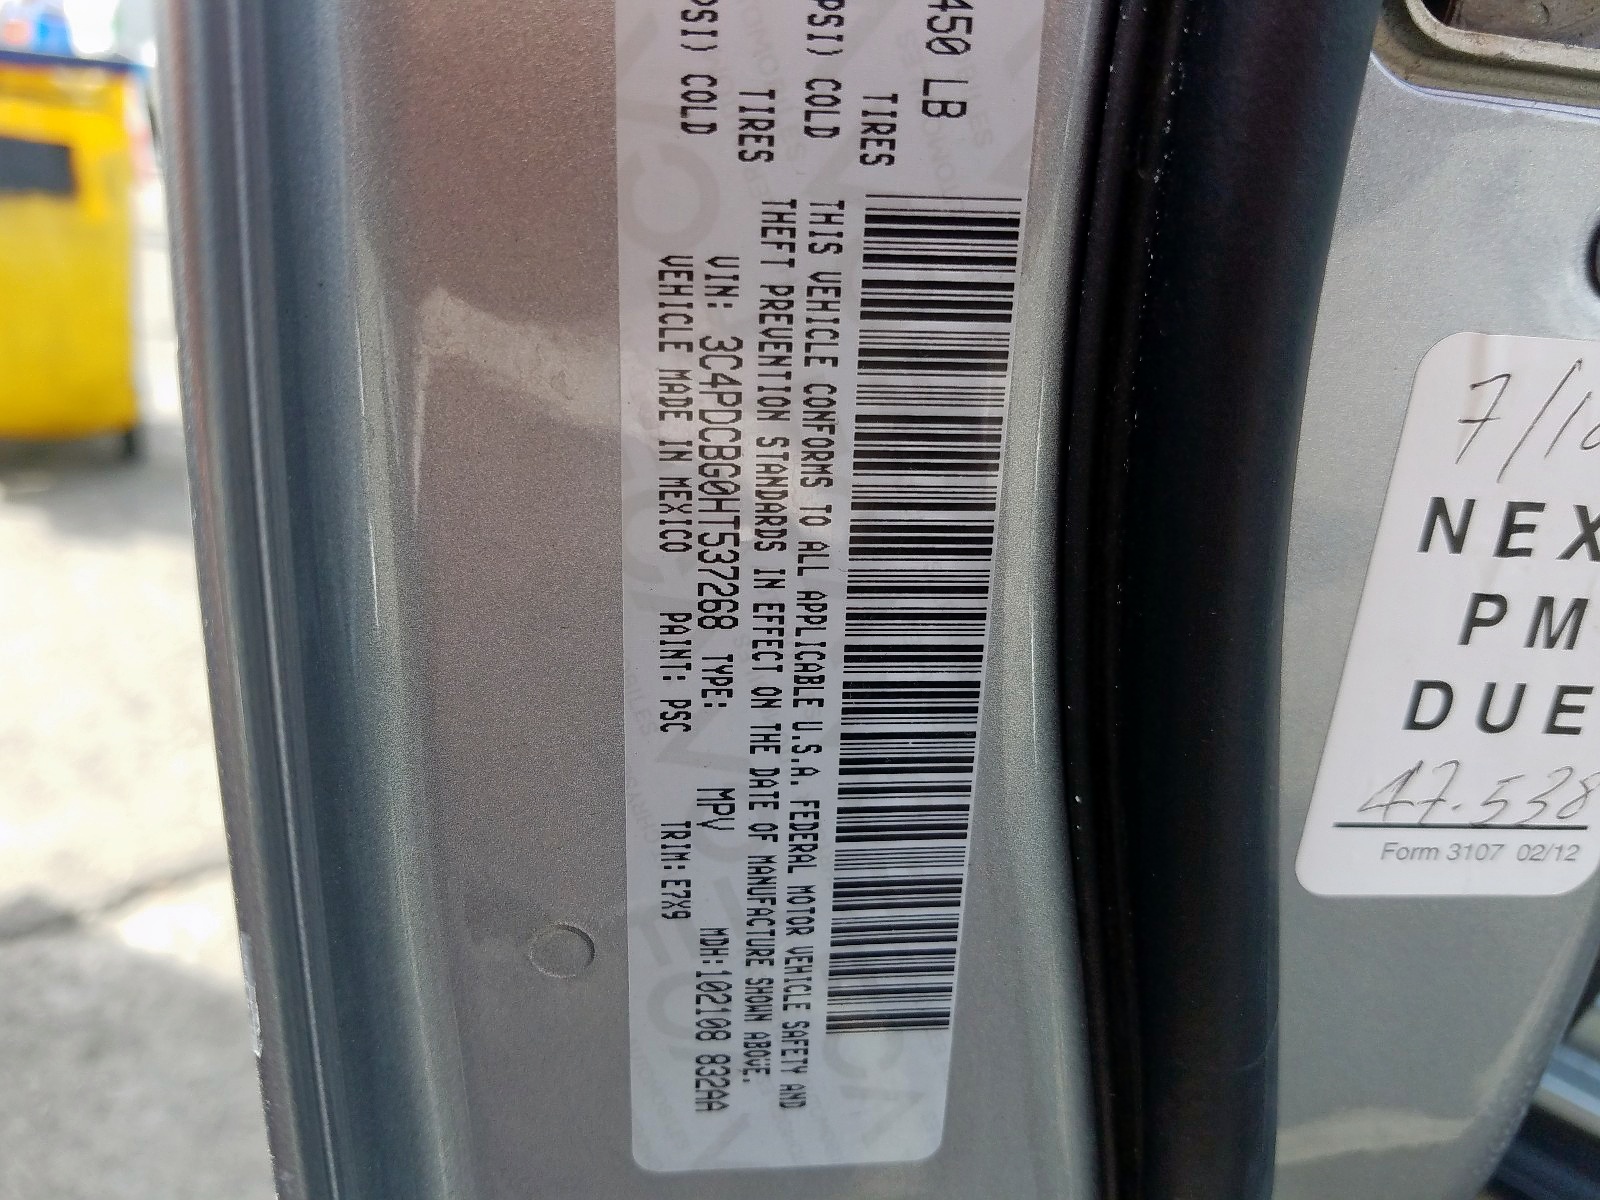 450 LB
TIRES
PSI) COLD
TIRES
PSI) COLD
THIS VEHICLE CONFORMS TO ALL APPLICABLE U.S.A. FEDERAL MOTOR VEHICLE SAFETY AND
THEFT PREVENTION STANDARDS IN EFFECT ON THE DATE OF MANUFACTURE SHOWN ABOVE.
VIN: 3C4PDCBG0HT537268 TYPE: MPV MDH:102108 832AA
VEHICLE MADE IN MEXICO PAINT: PSC TRIM: E7X9
7/10
NEX
PM
DUE
47.538
Form 3107 02/12